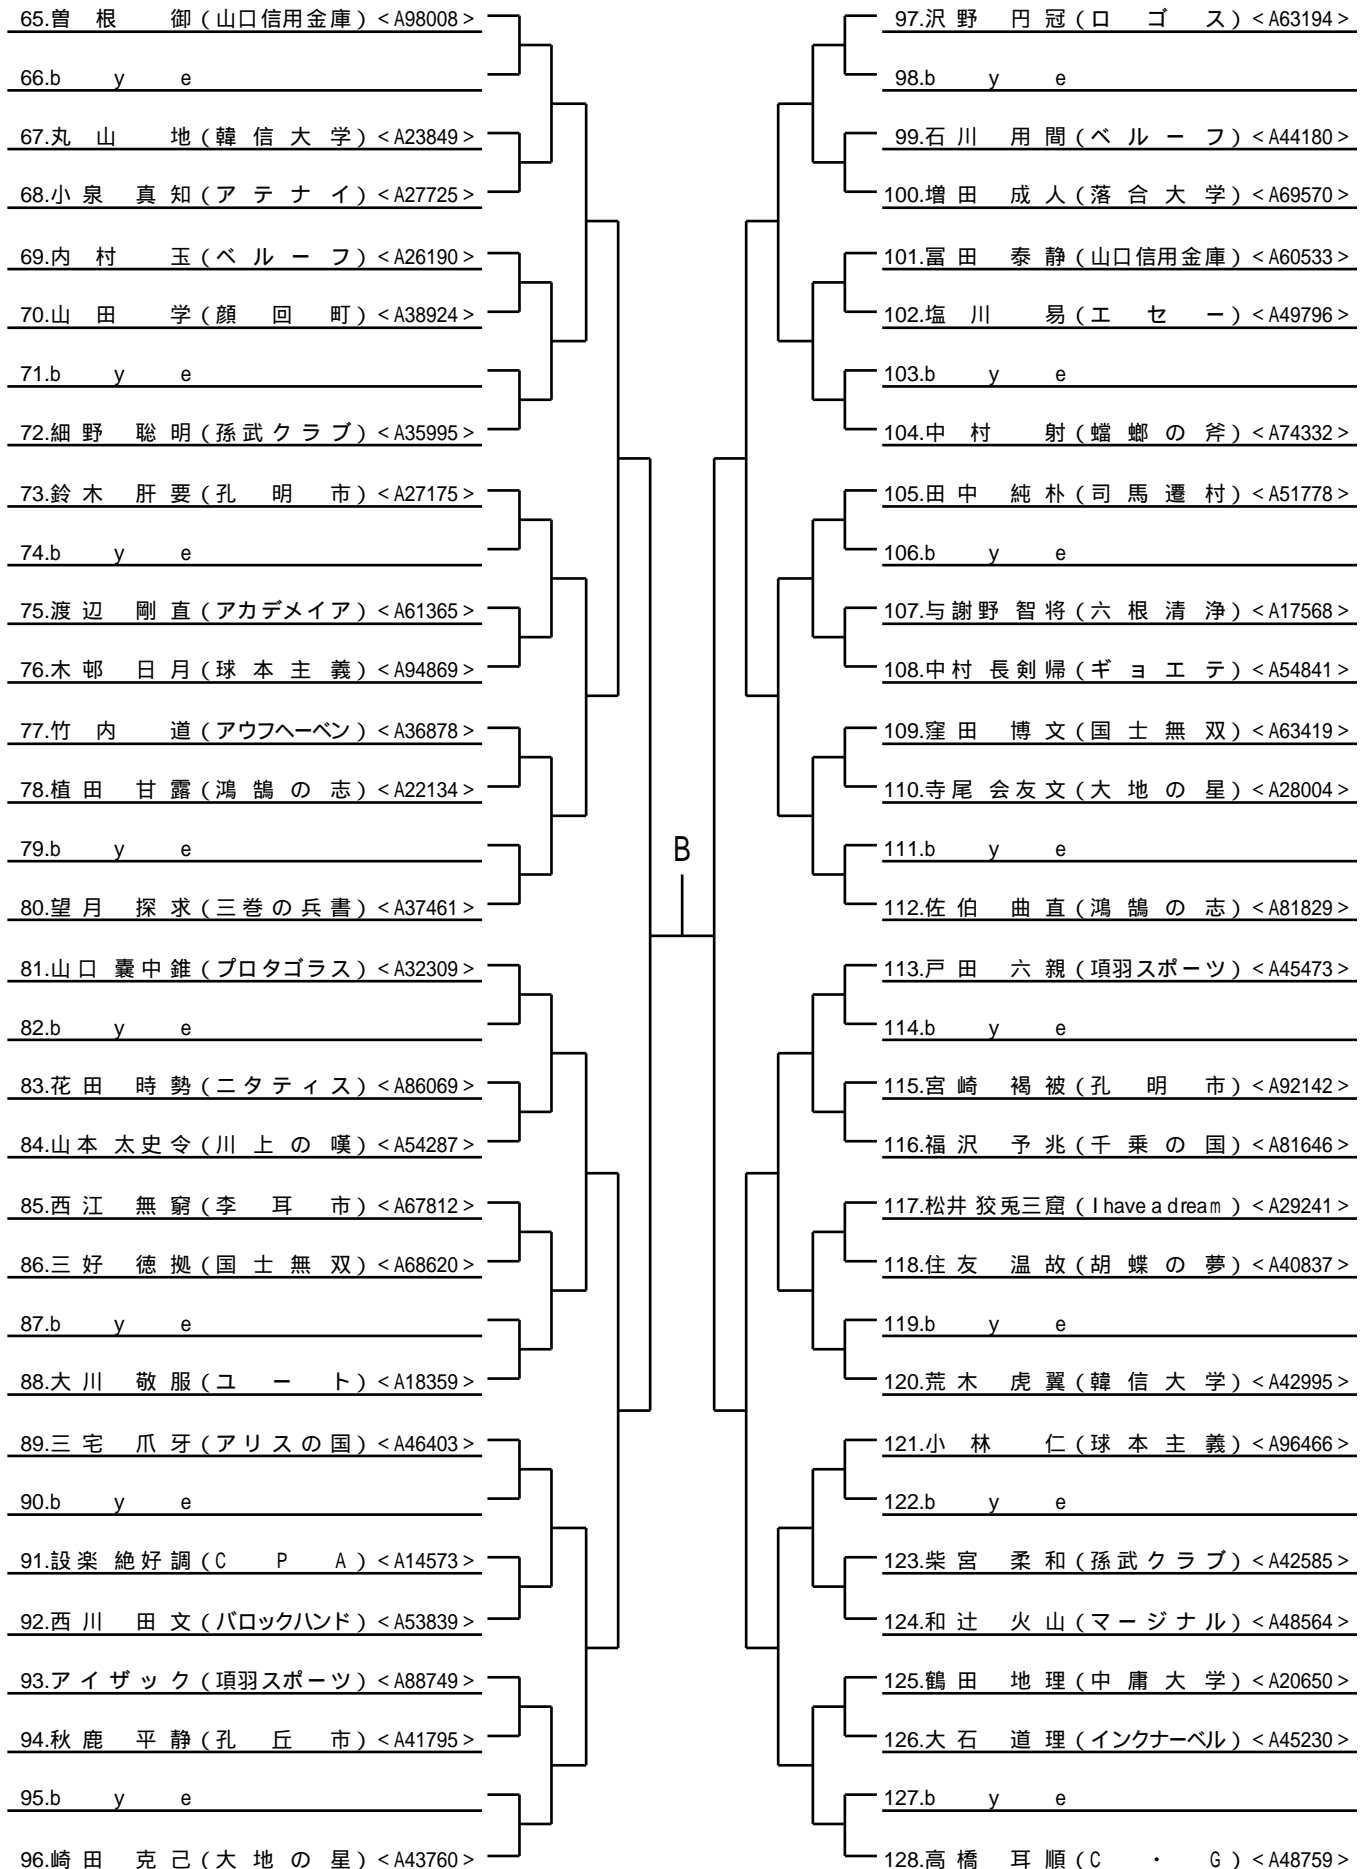 65.曽根 御(山口信用金庫)<A98008>
66.bye
67.丸山 地(韓信大学)<A23849>
68.小泉 真知(アテナイ)<A27725>
69.内村 玉(ベルーフ)<A26190>
70.山田 学(顔回町)<A38924>
71.bye
72.細野 聡明(孫武クラブ)<A35995>
73.鈴木 肝要(孔明市)<A27175>
74.bye
75.渡辺 剛直(アカデメイア)<A61365>
76.木邨 日月(球本主義)<A94869>
77.竹内 道(アウフヘーベン)<A36878>
78.植田 甘露(鴻鵠の志)<A22134>
79.bye
80.望月 探求(三巻の兵書)<A37461>
81.山口 嚢中錐(プロタゴラス)<A32309>
82.bye
83.花田 時勢(ニタティス)<A86069>
84.山本 太史令(川上の嘆)<A54287>
85.西江 無窮(李耳市)<A67812>
86.三好 徳拠(国士無双)<A68620>
87.bye
88.大川 敬服(ユート)<A18359>
89.三宅 爪牙(アリスの国)<A46403>
90.bye
91.設楽 絶好調(CPA)<A14573>
92.西川 田文(バロックハンド)<A53839>
93.アイザック(項羽スポーツ)<A88749>
94.秋鹿 平静(孔丘市)<A41795>
95.bye
96.崎田 克己(大地の星)<A43760>
B
97.沢野 円冠(ロゴス)<A63194>
98.bye
99.石川 用間(ベルーフ)<A44180>
100.増田 成人(落合大学)<A69570>
101.冨田 泰静(山口信用金庫)<A60533>
102.塩川 易(エセー)<A49796>
103.bye
104.中村 射(蟷螂の斧)<A74332>
105.田中 純朴(司馬遷村)<A51778>
106.bye
107.与謝野 智将(六根清浄)<A17568>
108.中村 長剣帰(ギョエテ)<A54841>
109.窪田 博文(国士無双)<A63419>
110.寺尾 会友文(大地の星)<A28004>
111.bye
112.佐伯 曲直(鴻鵠の志)<A81829>
113.戸田 六親(項羽スポーツ)<A45473>
114.bye
115.宮崎 褐被(孔明市)<A92142>
116.福沢 予兆(千乗の国)<A81646>
117.松井 狡兎三窟(I have a dream)<A29241>
118.住友 温故(胡蝶の夢)<A40837>
119.bye
120.荒木 虎翼(韓信大学)<A42995>
121.小林 仁(球本主義)<A96466>
122.bye
123.柴宮 柔和(孫武クラブ)<A42585>
124.和辻 火山(マージナル)<A48564>
125.鶴田 地理(中庸大学)<A20650>
126.大石 道理(インクナーベル)<A45230>
127.bye
128.高橋 耳順(C・G)<A48759>